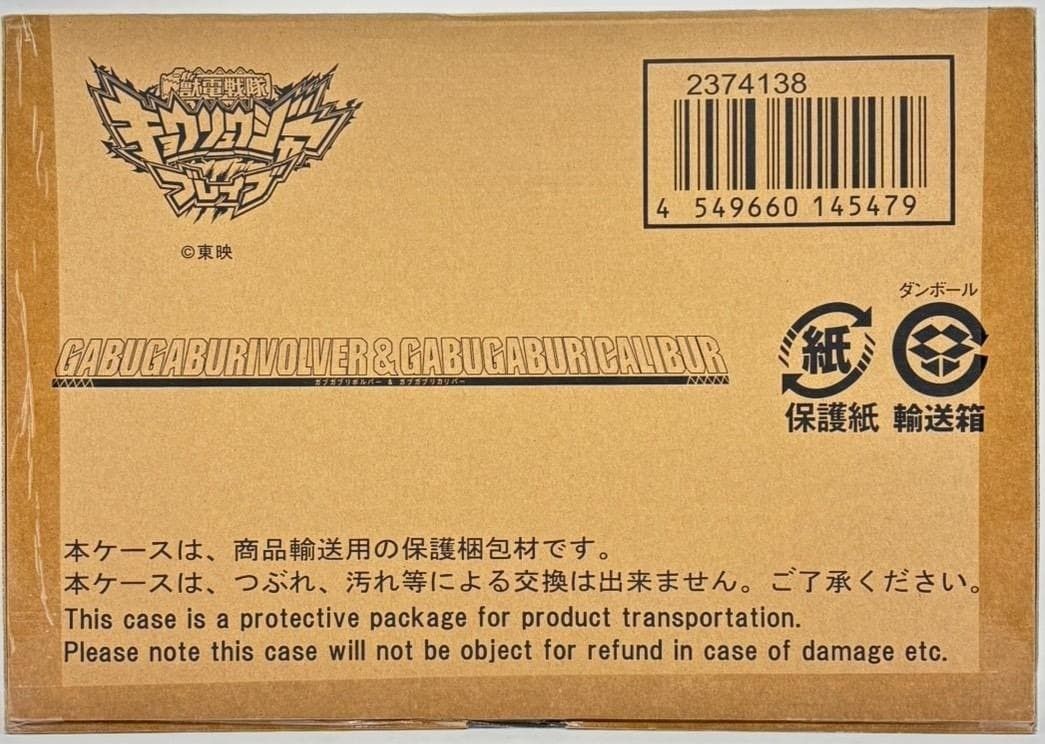 獣電戦隊
キョウリュウジャー
ブレイブ
©東映
2374138
4 549660 145479
GABUGABURIVOLVER&GABUGABURICALIBUR
ガブガブリボルバー & ガブガブリカリバー
ダンボール
紙
保護紙 輸送箱
本ケースは、商品輸送用の保護梱包材です。
本ケースは、つぶれ、汚れ等による交換は出来ません。ご了承ください。
This case is a protective package for product transportation.
Please note this case will not be object for refund in case of damage etc.